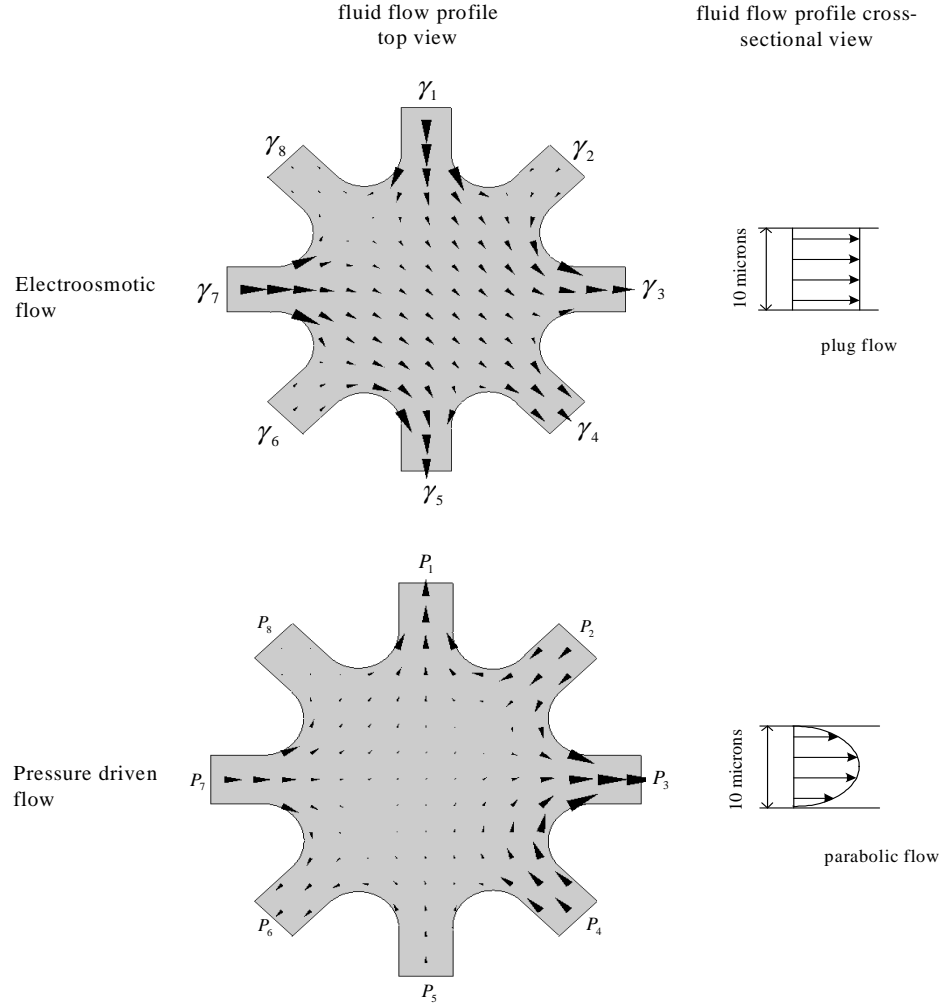 fluid flow profile
top view
fluid flow profile cross-
sectional view
γ1
γ8
γ2
Electroosmotic
flow
γ7
γ3
10 microns
plug flow
γ6
γ4
γ5
P1
P8
P2
Pressure driven
flow
P7
P3
10 microns
parabolic flow
P6
P4
P5